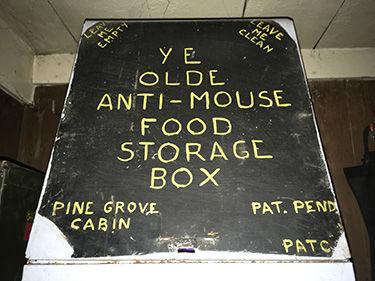 LEAVE
ME
EMPTY
LEAVE
ME
CLEAN
YE
OLDE
ANTI-MOUSE
FOOD
STORAGE
BOX
PINE GROVE
CABIN
PAT. PEND
PATC